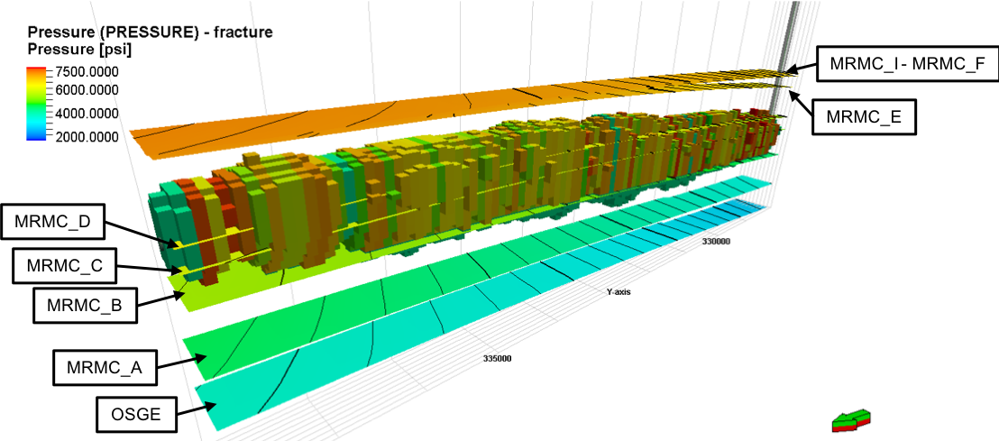 Pressure (PRESSURE) - fracture
Pressure [psi]
7500.0000
6000.0000
4000.0000
2000.0000
MRMC_I - MRMC_F
MRMC_E
MRMC_D
MRMC_C
MRMC_B
MRMC_A
OSGE
330000
Y-axis
335000